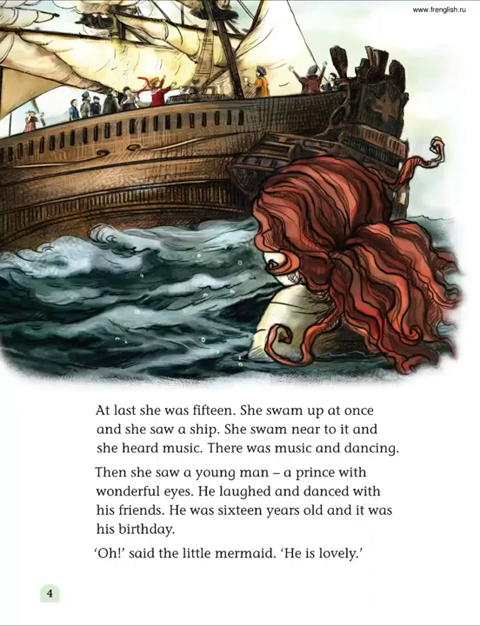 www.frenglish.ru
At last she was fifteen. She swam up at once
and she saw a ship. She swam near to it and
she heard music. There was music and dancing.
Then she saw a young man – a prince with
wonderful eyes. He laughed and danced with
his friends. He was sixteen years old and it was
his birthday.
‘Oh!’ said the little mermaid. ‘He is lovely.’
4